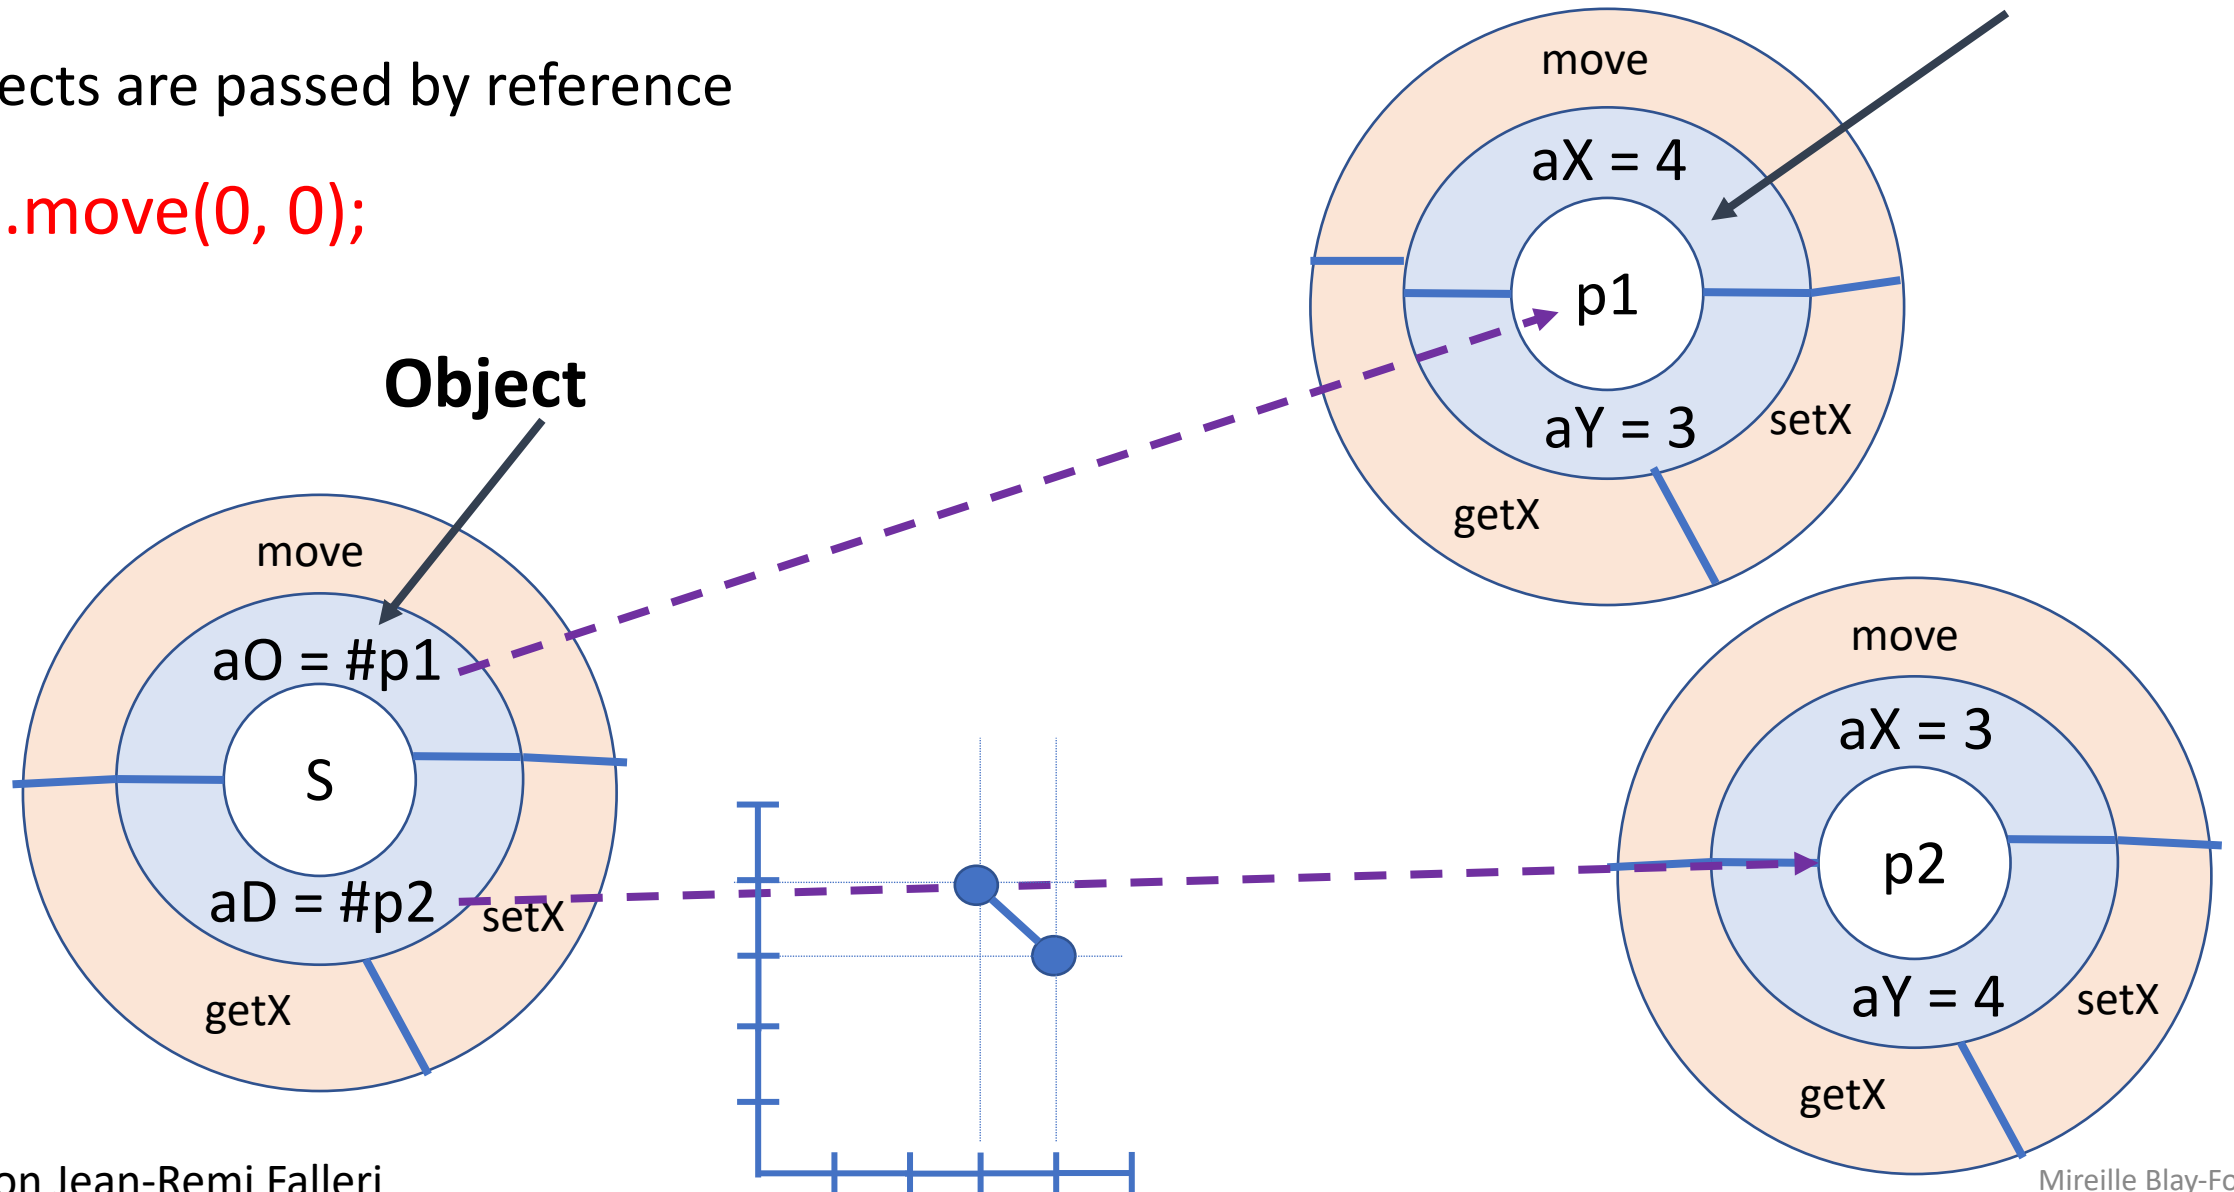 ects are passed by reference
.move(0, 0);
Object
move
aX = 4
p1
aY = 3
setX
getX
move
aO = #p1
S
aD = #p2
setX
getX
move
aX = 3
p2
aY = 4
setX
getX
on Jean-Remi Falleri
Mireille Blay-Fo